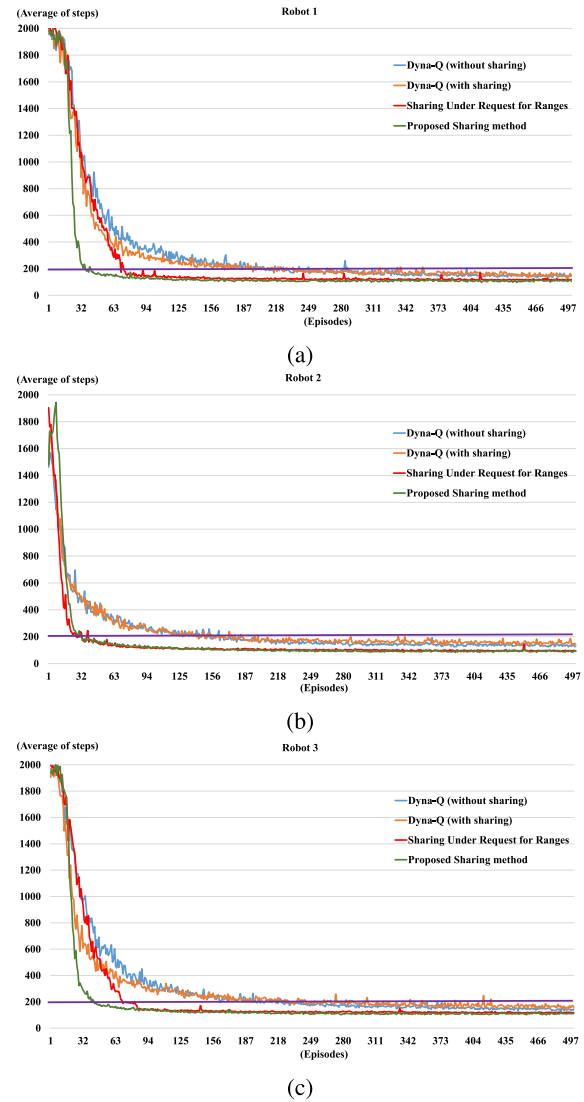 (Average of steps) Robot 1
2000
1800
Dyna-Q (without sharing)
1600
Dyna-Q (with sharing)
1400
Sharing Under Request for Ranges
1200
Proposed Sharing method
1000
800
600
400
200
0
1 32 63 94 125 156 187 218 249 280 311 342 373 404 435 466 497
(Episodes)
(a)
(Average of steps) Robot 2
2000
1800
Dyna-Q (without sharing)
1600
Dyna-Q (with sharing)
1400
Sharing Under Request for Ranges
1200
Proposed Sharing method
1000
800
600
400
200
0
1 32 63 94 125 156 187 218 249 280 311 342 373 404 435 466 497
(Episodes)
(b)
(Average of steps) Robot 3
2000
1800
Dyna-Q (without sharing)
1600
Dyna-Q (with sharing)
1400
Sharing Under Request for Ranges
1200
Proposed Sharing method
1000
800
600
400
200
0
1 32 63 94 125 156 187 218 249 280 311 342 373 404 435 466 497
(Episodes)
(c)